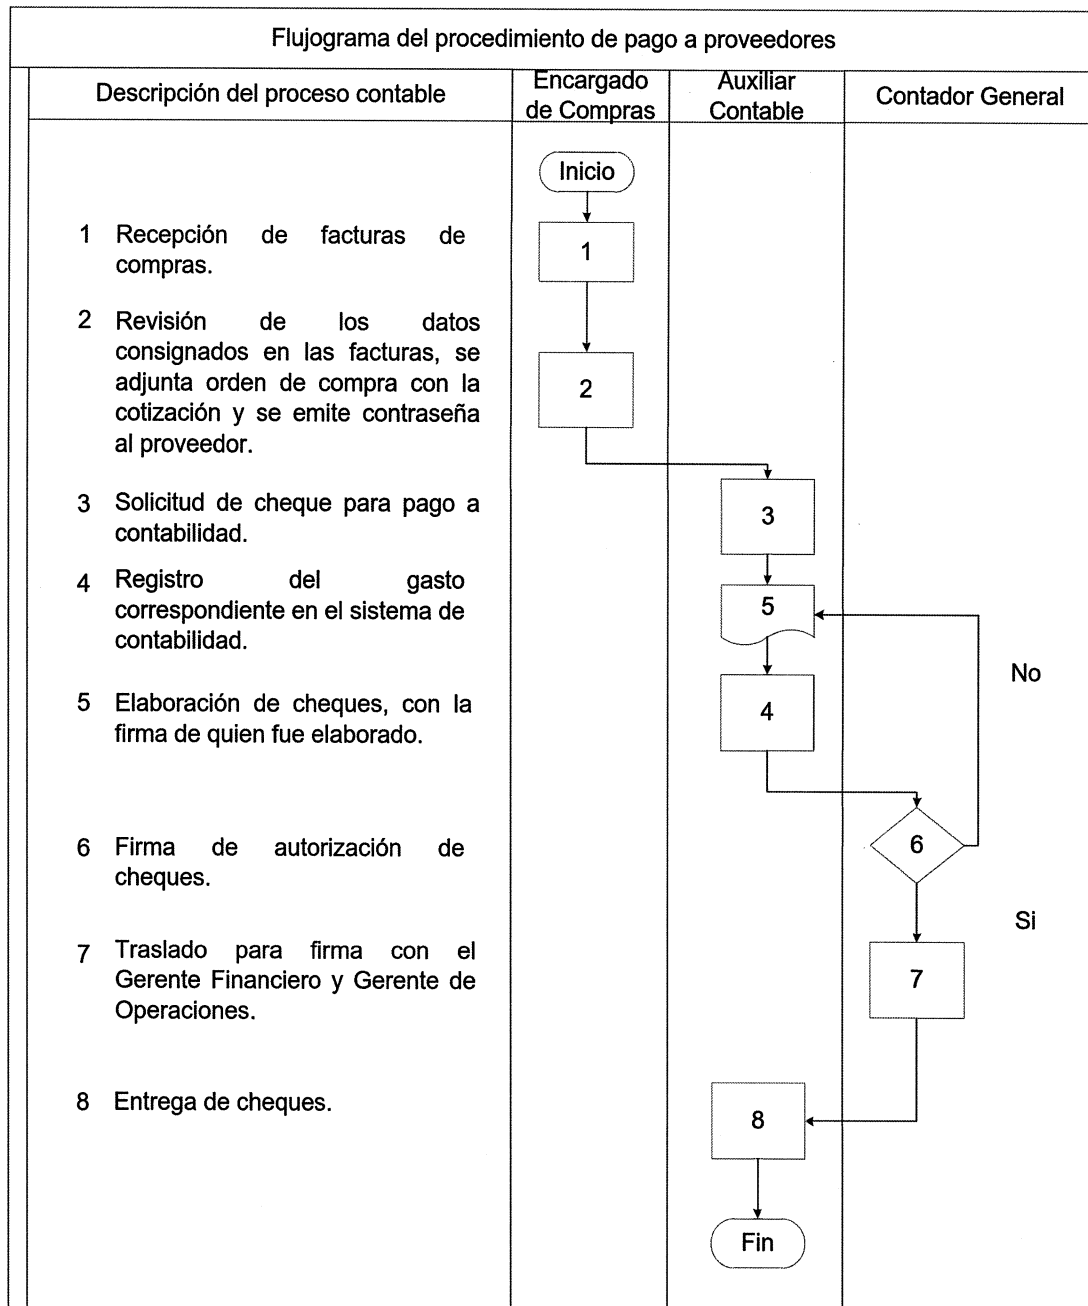 Flujograma del procedimiento de pago a proveedores
Descripción del proceso contable
Encargado
de Compras
Auxiliar
Contable
Contador General
Inicio
1 Recepción de facturas de
compras.
1
2 Revisión de los datos
consignados en las facturas, se
adjunta orden de compra con la
cotización y se emite contraseña
al proveedor.
2
3 Solicitud de cheque para pago a
contabilidad.
3
4 Registro del gasto
correspondiente en el sistema de
contabilidad.
5
No
5 Elaboración de cheques, con la
firma de quien fue elaborado.
4
6 Firma de autorización de
cheques.
6
Si
7 Traslado para firma con el
Gerente Financiero y Gerente de
Operaciones.
7
8 Entrega de cheques.
8
Fin